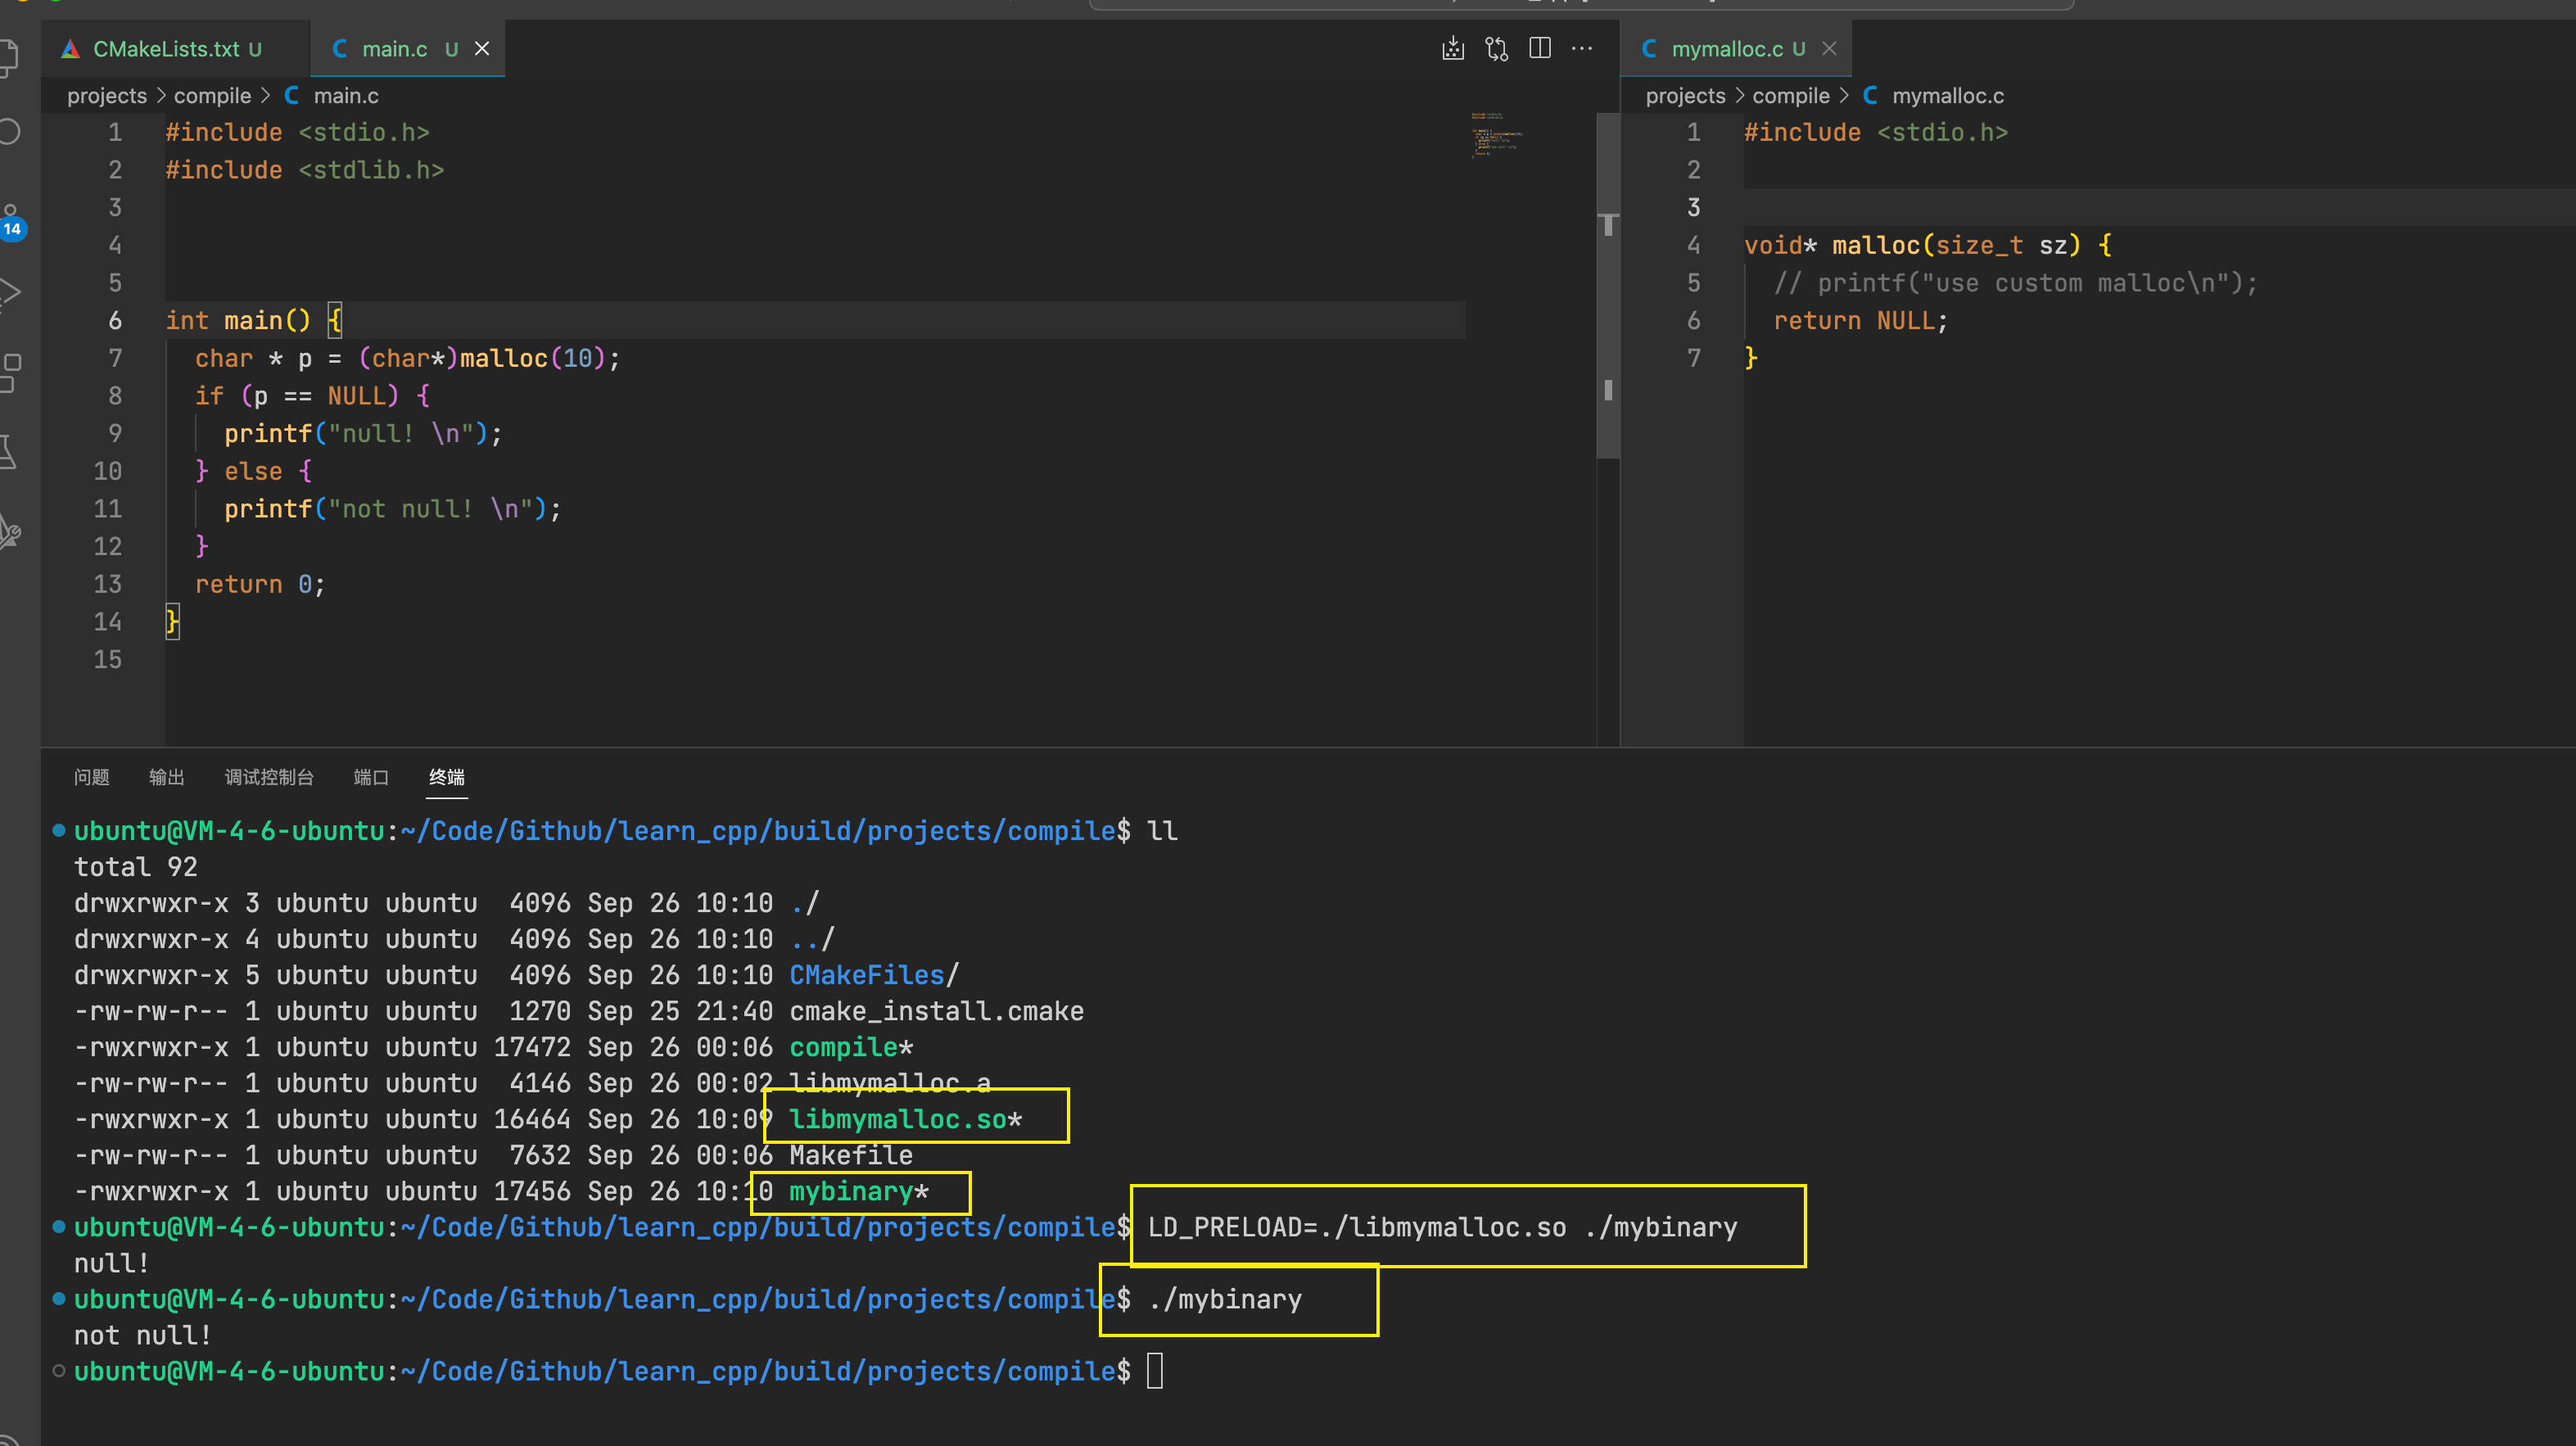 CMakeLists.txt U
main.c U
mymalloc.c U
projects > compile > C main.c
projects > compile > C mymalloc.c
14
1 #include <stdio.h>
2 #include <stdlib.h>
3
4
5
6 int main() {
7 char * p = (char*)malloc(10);
8 if (p == NULL) {
9 printf("null! \n");
10 } else {
11 printf("not null! \n");
12 }
13 return 0;
14 }
15
1 #include <stdio.h>
2
3
4 void* malloc(size_t sz) {
5 // printf("use custom malloc\n");
6 return NULL;
7 }
问题 输出 调试控制台 端口 终端
ubuntu@VM-4-6-ubuntu:~/Code/Github/learn_cpp/build/projects/compile$ ll
total 92
drwxrwxr-x 3 ubuntu ubuntu 4096 Sep 26 10:10 ./
drwxrwxr-x 4 ubuntu ubuntu 4096 Sep 26 10:10 ../
drwxrwxr-x 5 ubuntu ubuntu 4096 Sep 26 10:10 CMakeFiles/
-rw-rw-r-- 1 ubuntu ubuntu 1270 Sep 25 21:40 cmake_install.cmake
-rwxrwxr-x 1 ubuntu ubuntu 17472 Sep 26 00:06 compile*
-rw-rw-r-- 1 ubuntu ubuntu 4146 Sep 26 00:02 libmymalloc.a
-rwxrwxr-x 1 ubuntu ubuntu 16464 Sep 26 10:09 libmymalloc.so*
-rw-rw-r-- 1 ubuntu ubuntu 7632 Sep 26 00:06 Makefile
-rwxrwxr-x 1 ubuntu ubuntu 17456 Sep 26 10:10 mybinary*
ubuntu@VM-4-6-ubuntu:~/Code/Github/learn_cpp/build/projects/compile$ LD_PRELOAD=./libmymalloc.so ./mybinary
null!
ubuntu@VM-4-6-ubuntu:~/Code/Github/learn_cpp/build/projects/compile$ ./mybinary
not null!
ubuntu@VM-4-6-ubuntu:~/Code/Github/learn_cpp/build/projects/compile$